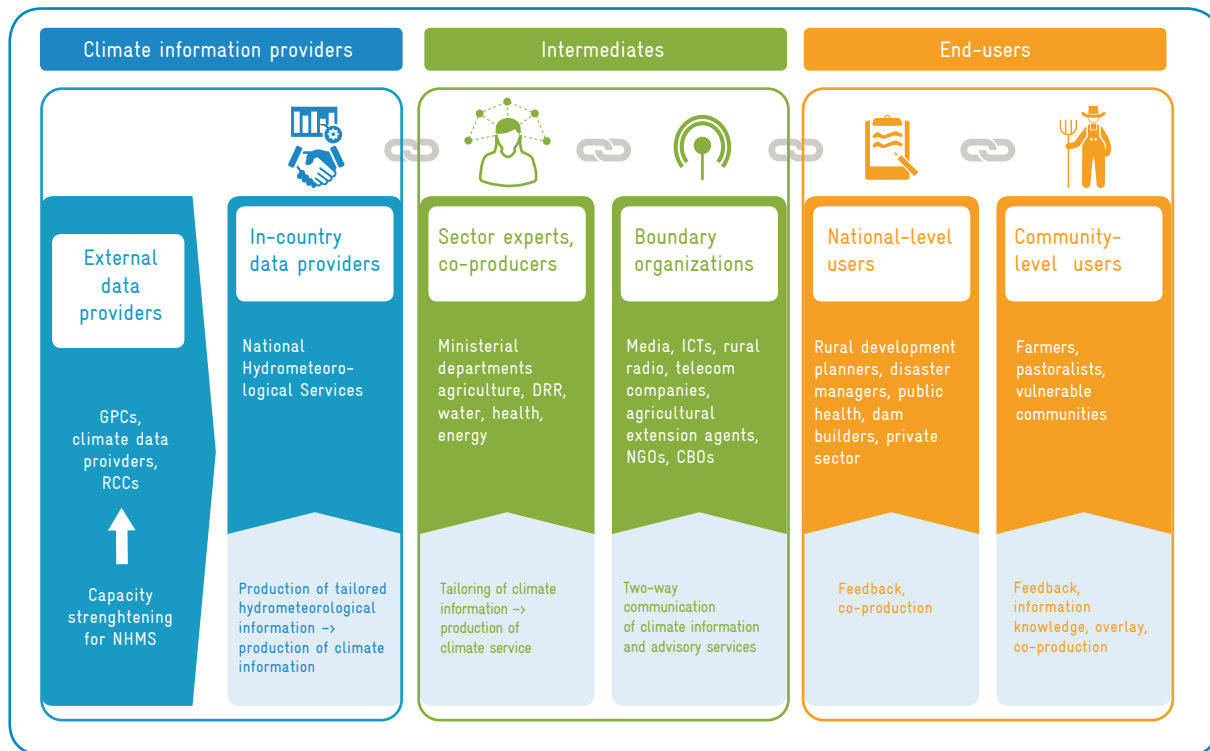 Climate information providers
Intermediates
End-users
External
data
providers
GPCs,
climate data
proivders,
RCCs
Capacity
strenghtening
for NHMS
In-country
data providers
National
Hydrometeoro-
logical Services
Production of tailored
hydrometeorological
information –>
production of climate
information
Sector experts,
co-producers
Ministerial
departments
agriculture, DRR,
water, health,
energy
Tailoring of climate
information –>
production of
climate service
Boundary
organizations
Media, ICTs, rural
radio, telecom
companies,
agricultural
extension agents,
NGOs, CBOs
Two-way
communication
of climate information
and advisory services
National-level
users
Rural development
planners, disaster
managers, public
health, dam
builders, private
sector
Feedback,
co-production
Community-
level users
Farmers,
pastoralists,
vulnerable
communities
Feedback,
information
knowledge, overlay,
co-production